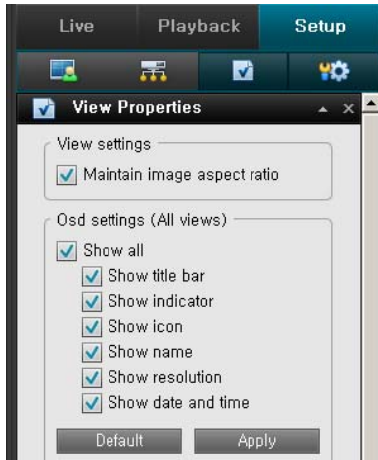 Live Playback Setup
View Properties
View settings
Maintain image aspect ratio
Osd settings (All views)
Show all
Show title bar
Show indicator
Show icon
Show name
Show resolution
Show date and time
Default Apply